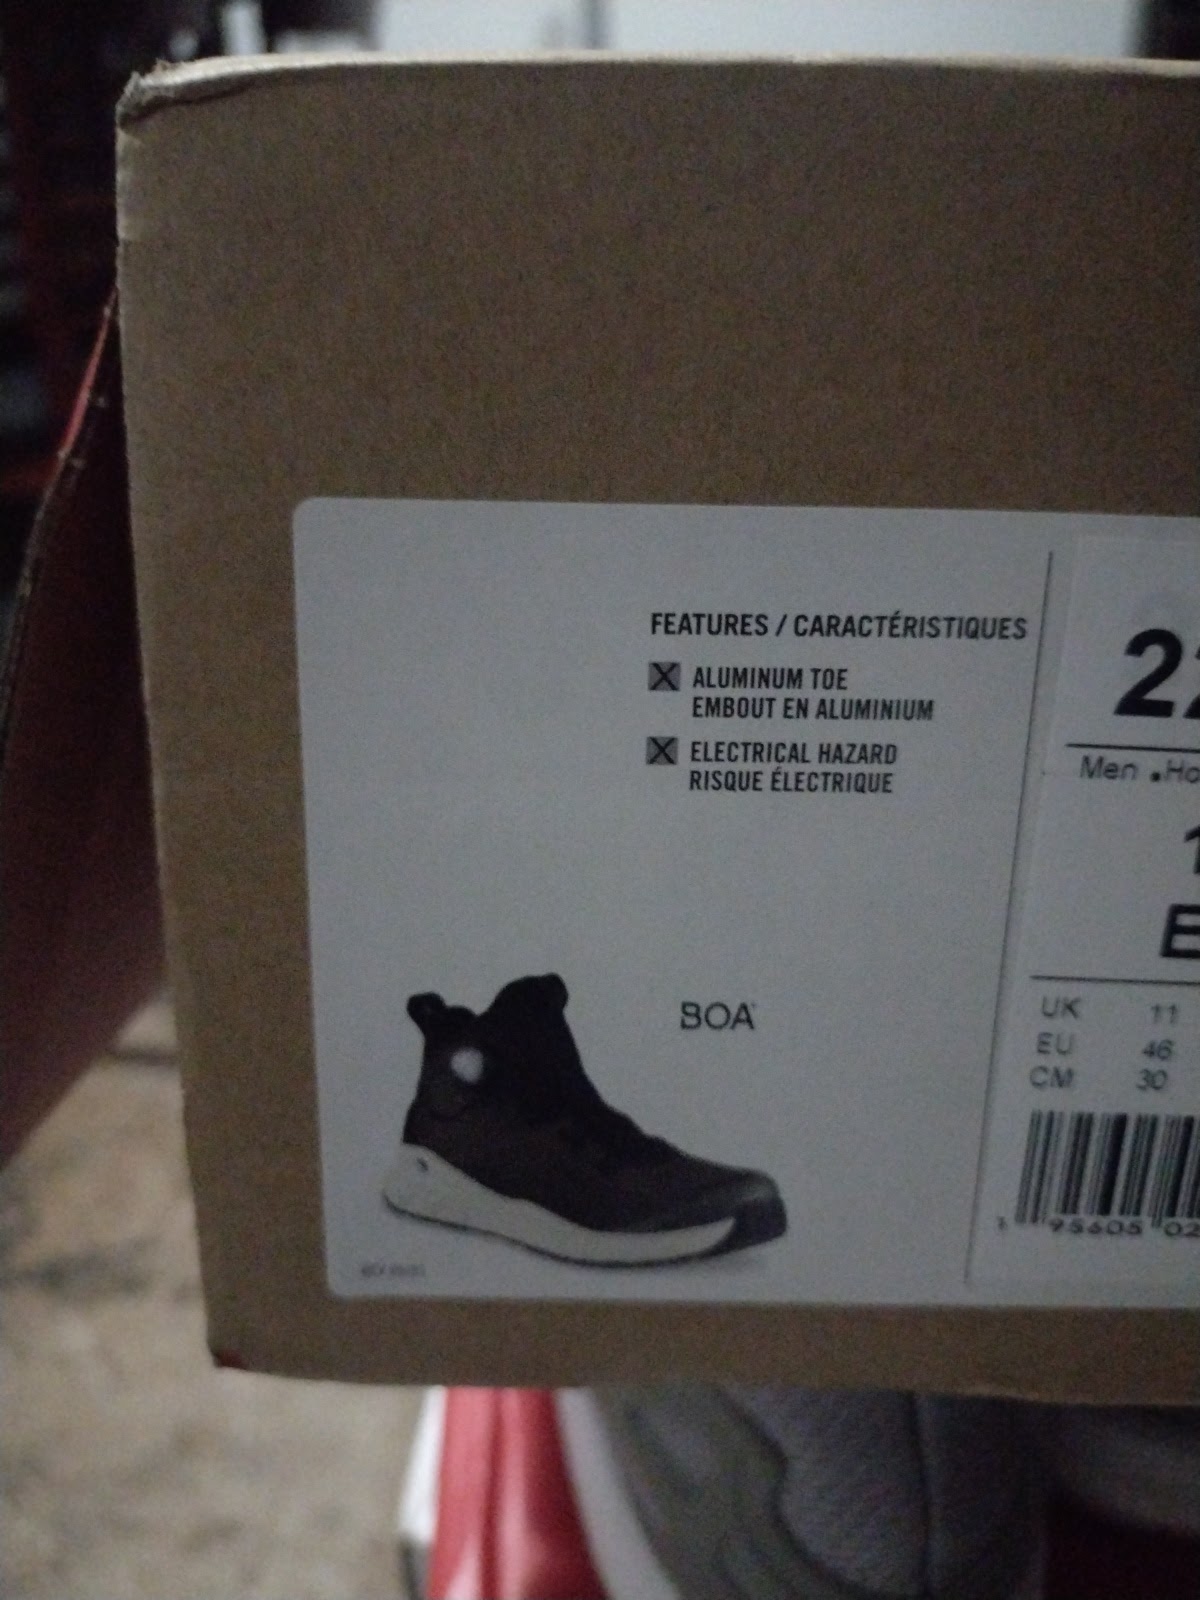 FEATURES / CARACTÉRISTIQUES
ALUMINUM TOE
EMBOUT EN ALUMINIUM
ELECTRICAL HAZARD
RISQUE ÉLECTRIQUE
BOA
Men
UK 11
EU 46
CM 30